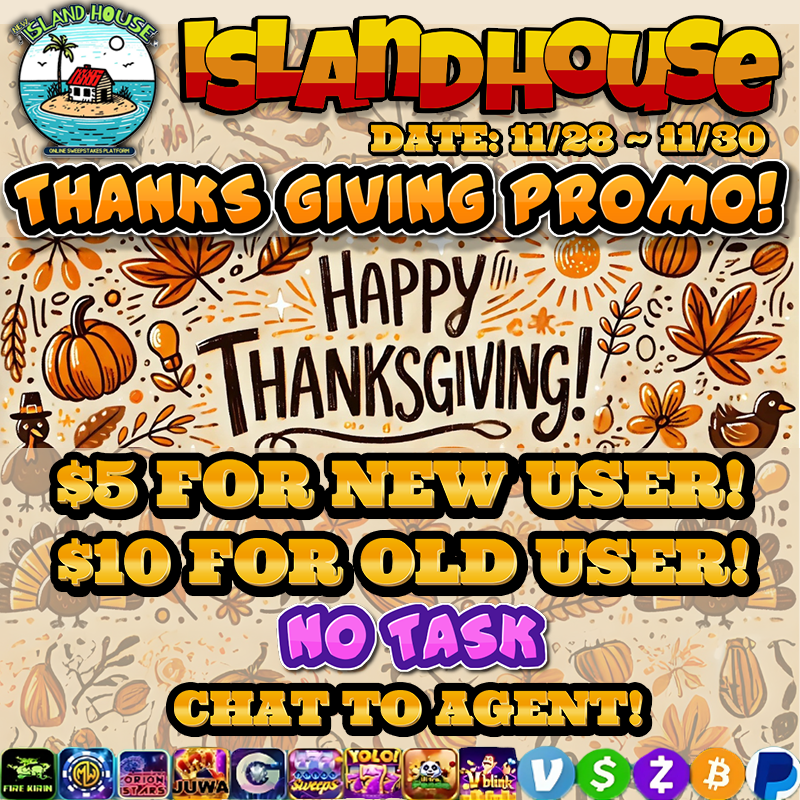 NEW
ISLAND HOUSE
ONLINE SWEEPSTAKES PLATFORM
ISLANDHOUSE
DATE: 11/28 ~ 11/30
THANKS GIVING PROMO!
HAPPY
THANKSGIVING!
$5 FOR NEW USER!
$10 FOR OLD USER!
NO TASK
CHAT TO AGENT!
FIRE KIRIN
MW
ORION STARS
JUWA
G
Sweeps
YOLO!
777
blink
V
$
Z
B
P